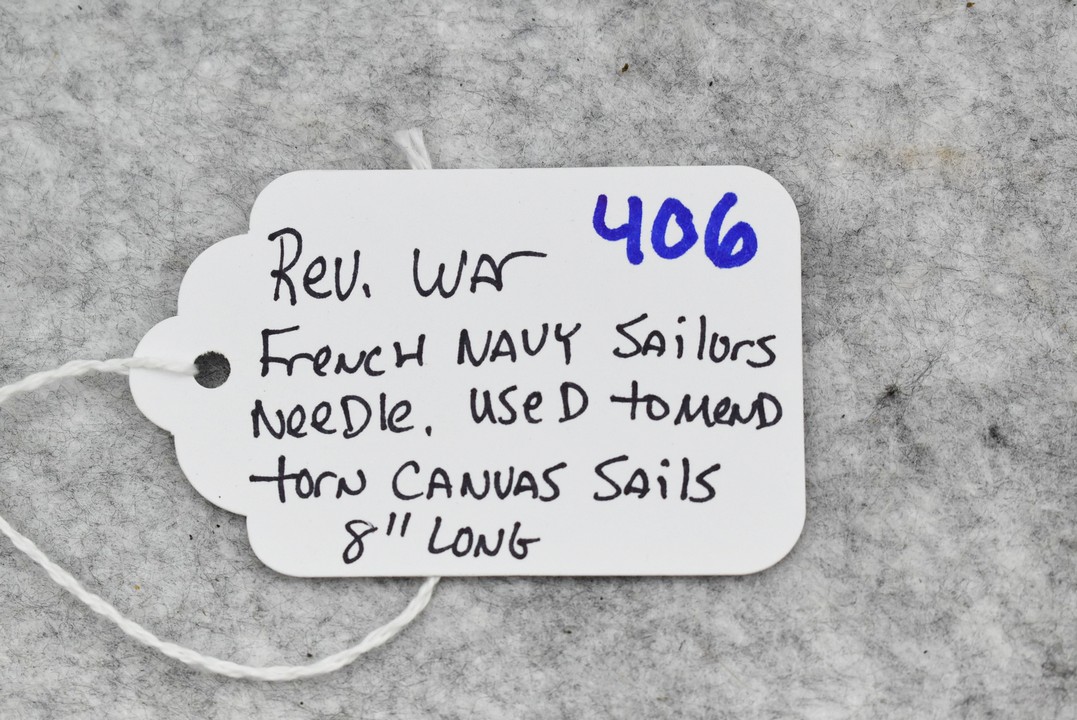 406
Rev. War
French Navy Sailors
Needle. Used to mend
torn Canvas Sails
8" Long